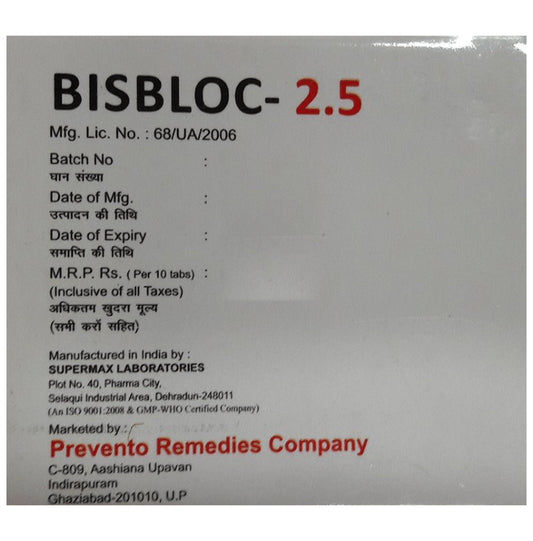 BISBLOC- 2.5
Mfg. Lic. No. : 68/UA/2006
Batch No :
घान संख्या
Date of Mfg. :
उत्पादन की तिथि
Date of Expiry :
समाप्ति की तिथि
M.R.P. Rs. ( Per 10 tabs) :
(Inclusive of all Taxes)
अधिकतम खुदरा मूल्य
(सभी करों सहित)
Manufactured in India by :
SUPERMAX LABORATORIES
Plot No. 40, Pharma City,
Selaqui Industrial Area, Dehradun-248011
(An ISO 9001:2008 & GMP-WHO Certified Company)
Marketed by :
Prevento Remedies Company
C-809, Aashiana Upavan
Indirapuram
Ghaziabad-201010, U.P